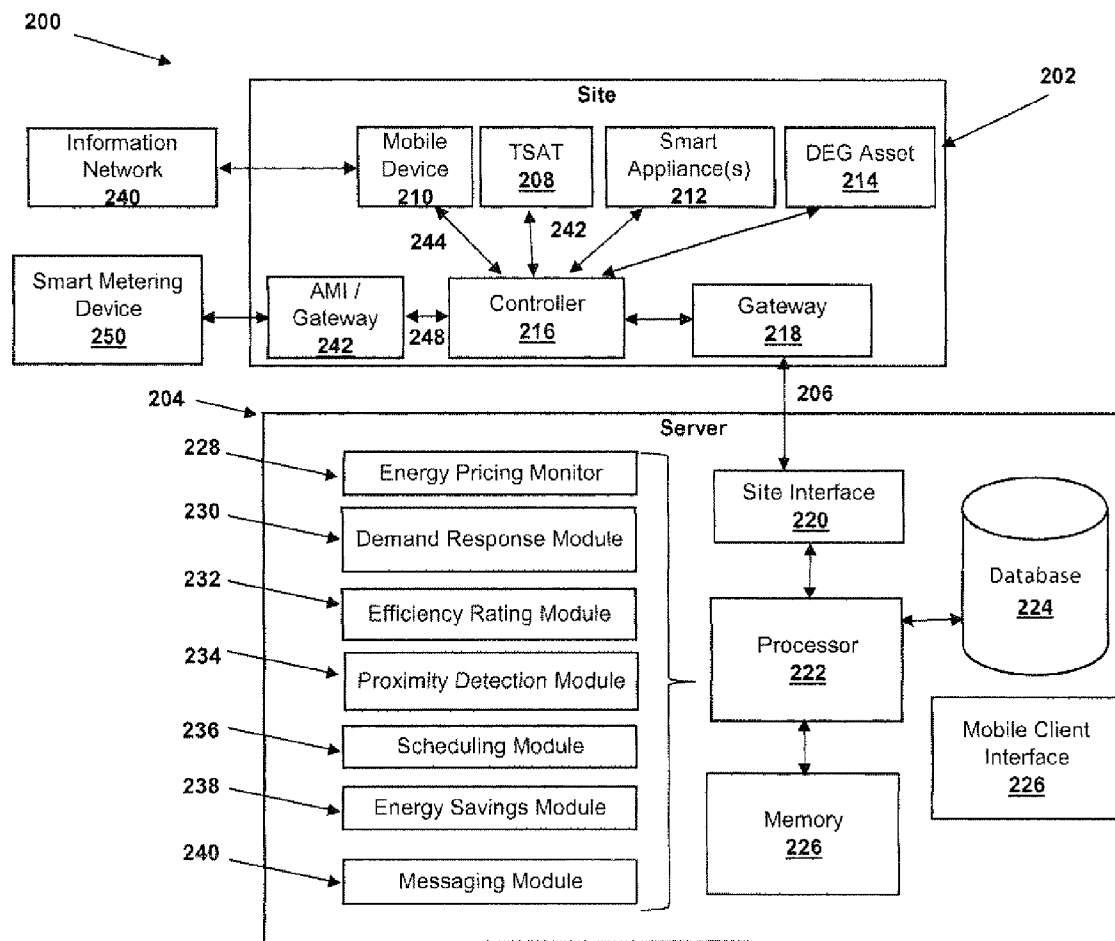 200
Site
202
Information
Network
240
Mobile
Device
210
TSAT
208
Smart
Appliance(s)
212
DEG Asset
214
244
242
Smart Metering
Device
250
AMI /
Gateway
242
248
Controller
216
Gateway
218
206
204
Server
228
Energy Pricing Monitor
230
Demand Response Module
232
Efficiency Rating Module
234
Proximity Detection Module
236
Scheduling Module
238
Energy Savings Module
240
Messaging Module
Site Interface
220
Processor
222
Memory
226
Database
224
Mobile Client
Interface
226